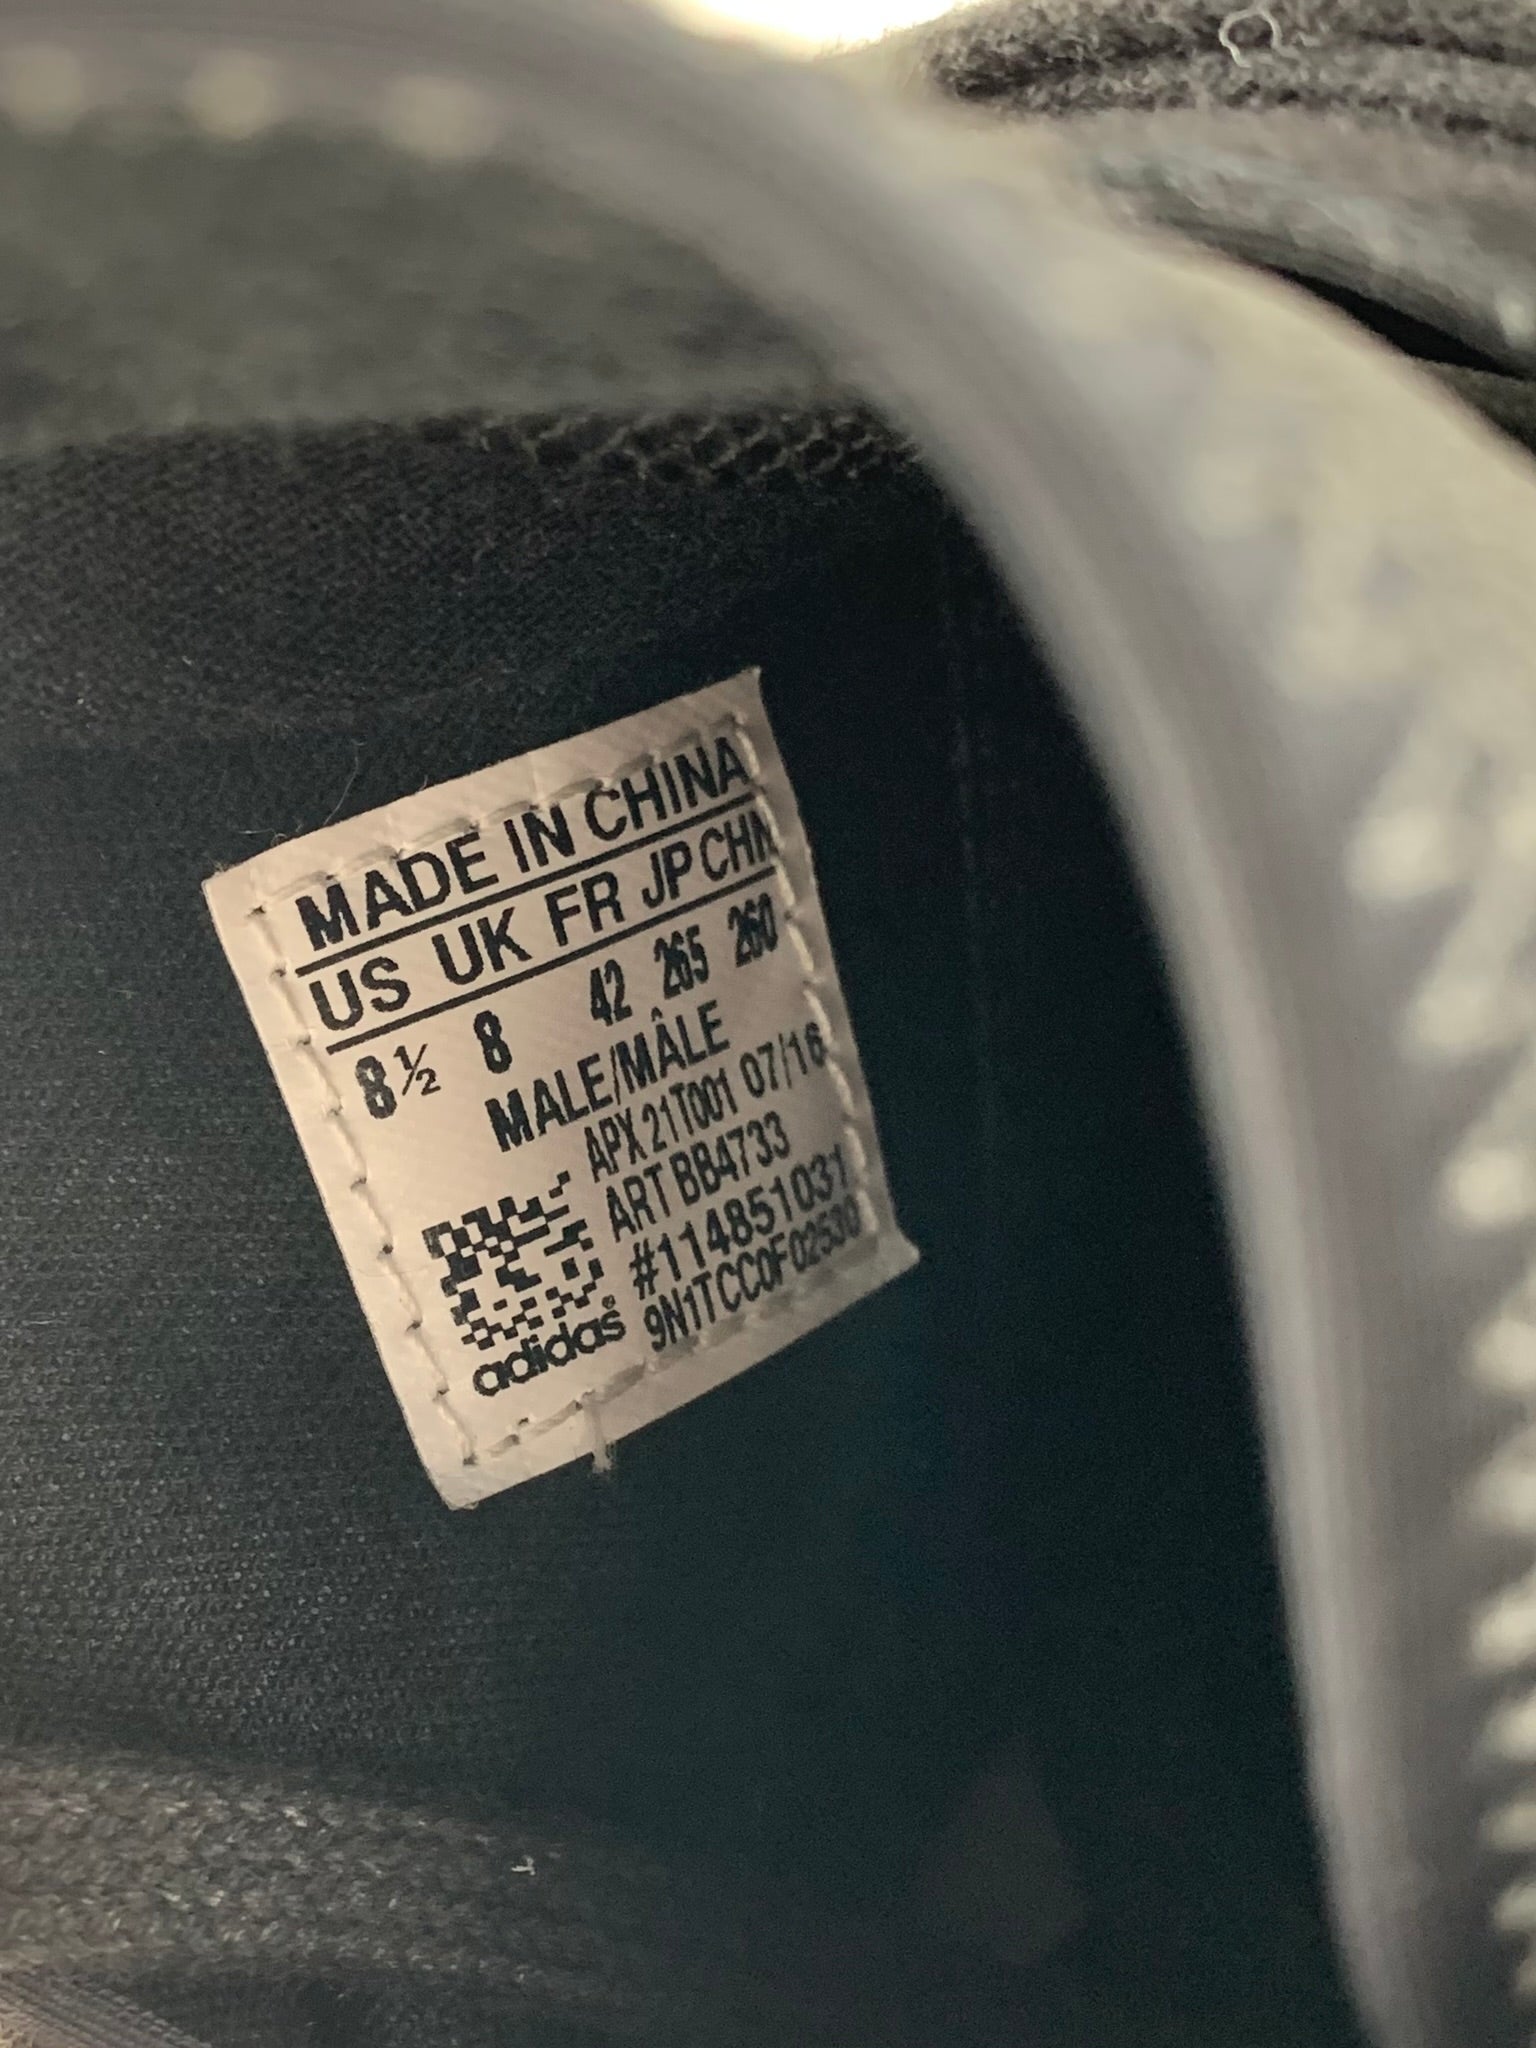 MADE IN CHINA
US UK FR JP CHN
8½ 8 42 265 260
MALE/MÂLE
APX 21T001 07/16
ART BB4733
#114851031
9N1TCC0F02530
adidas®